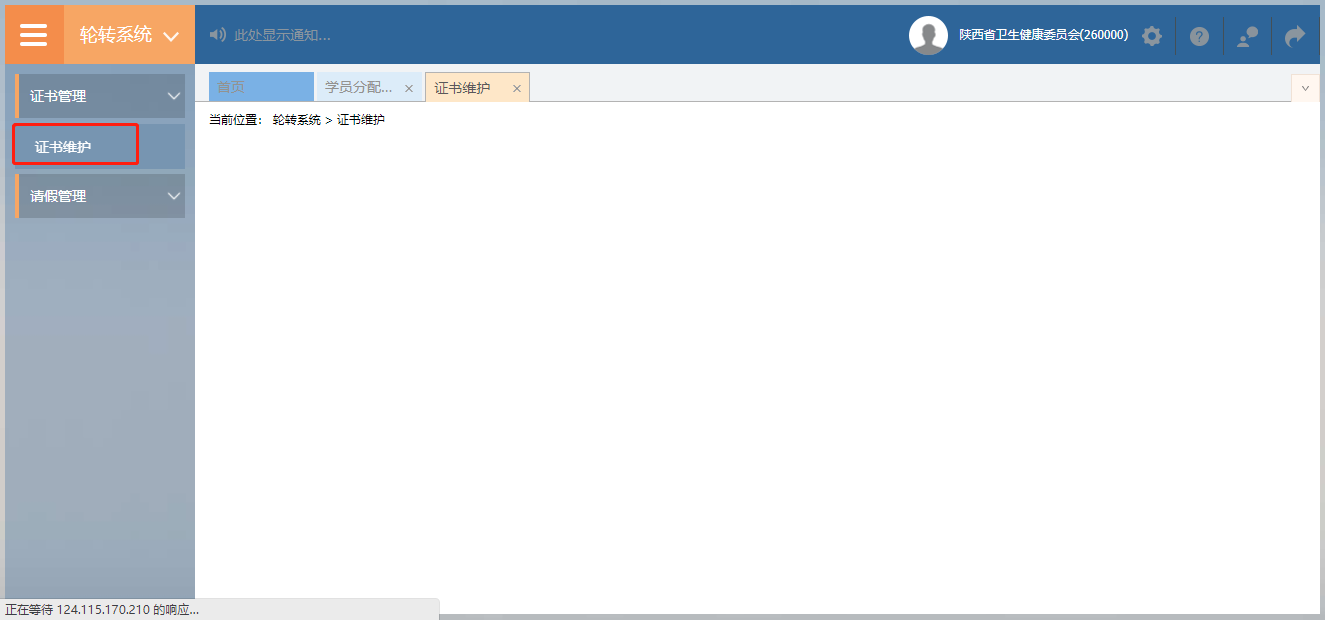 轮转系统
此处显示通知...
陕西省卫生健康委员会(260000)
证书管理
证书维护
请假管理
首页
学员分配...
证书维护
当前位置： 轮转系统 > 证书维护
正在等待 124.115.170.210 的响应...